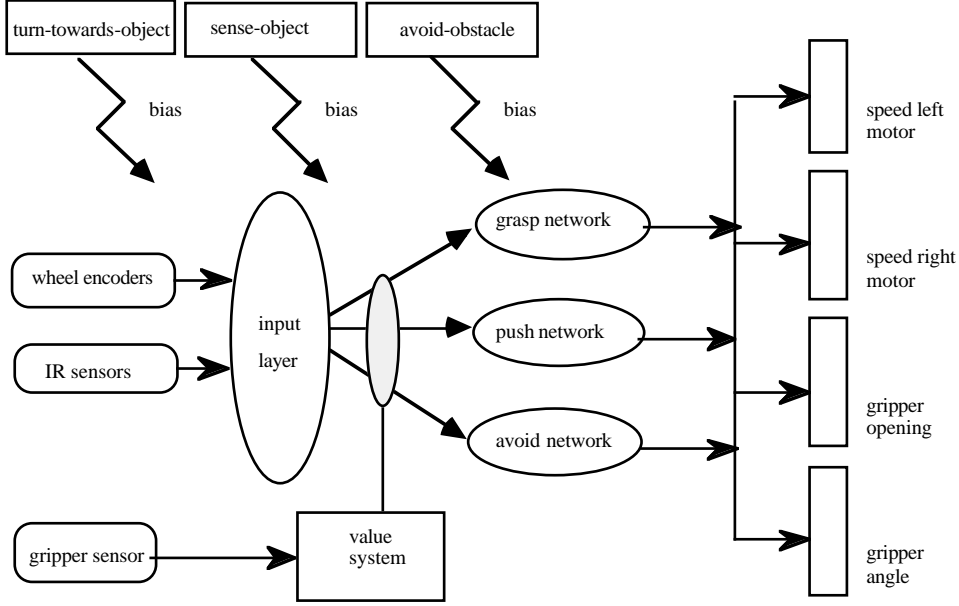 turn-towards-object
sense-object
avoid-obstacle
bias
bias
bias
speed left
motor
grasp network
speed right
motor
wheel encoders
input
layer
push network
IR sensors
gripper
opening
avoid network
value
system
gripper sensor
gripper
angle